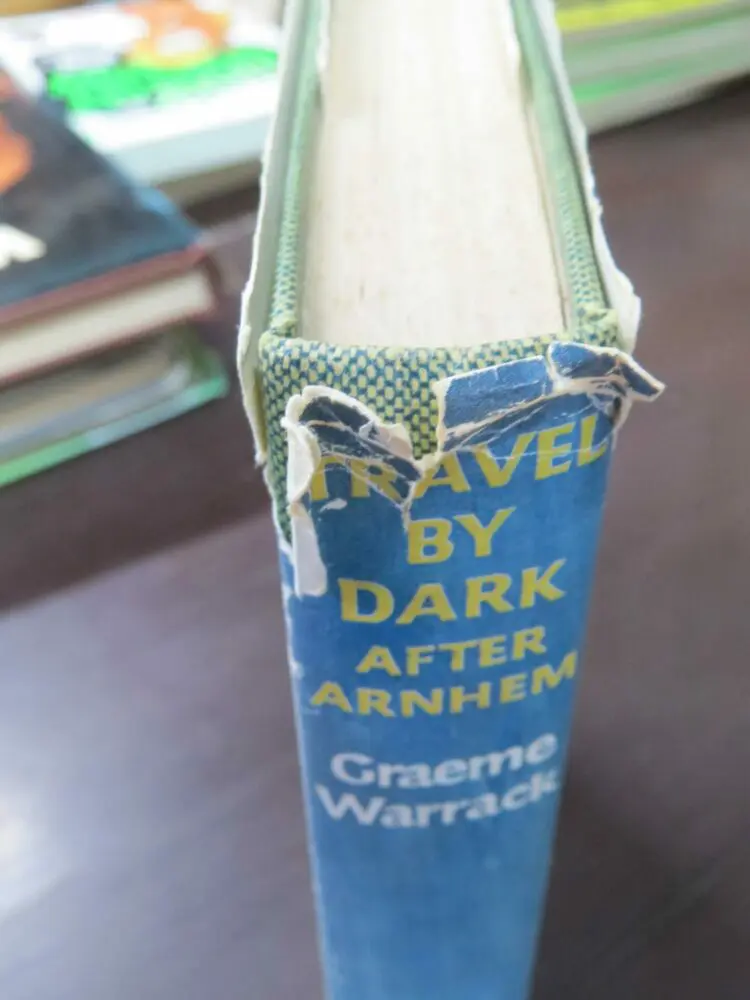 TRAVEL
BY
DARK
AFTER
ARNHEM
Graeme
Warrack